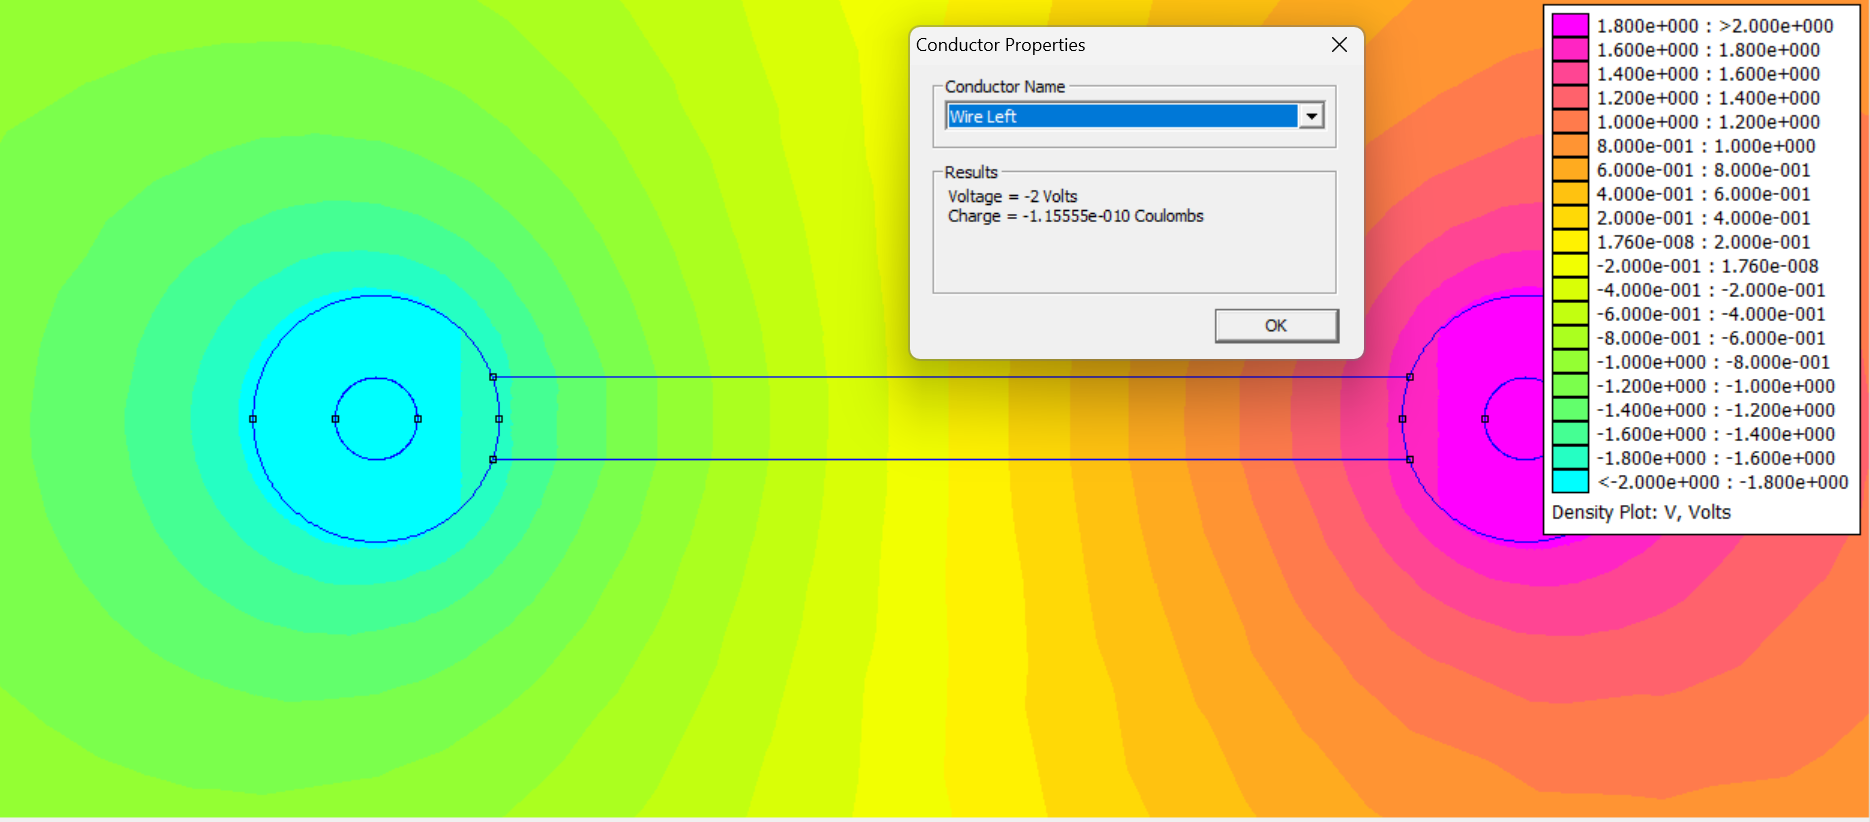 Conductor Properties
Conductor Name
Wire Left
Results
Voltage = -2 Volts
Charge = -1.15555e-010 Coulombs
OK
1.800e+000 : >2.000e+000
1.600e+000 : 1.800e+000
1.400e+000 : 1.600e+000
1.200e+000 : 1.400e+000
1.000e+000 : 1.200e+000
8.000e-001 : 1.000e+000
6.000e-001 : 8.000e-001
4.000e-001 : 6.000e-001
2.000e-001 : 4.000e-001
1.760e-008 : 2.000e-001
-2.000e-001 : 1.760e-008
-4.000e-001 : -2.000e-001
-6.000e-001 : -4.000e-001
-8.000e-001 : -6.000e-001
-1.000e+000 : -8.000e-001
-1.200e+000 : -1.000e+000
-1.400e+000 : -1.200e+000
-1.600e+000 : -1.400e+000
-1.800e+000 : -1.600e+000
<-2.000e+000 : -1.800e+000
Density Plot: V, Volts